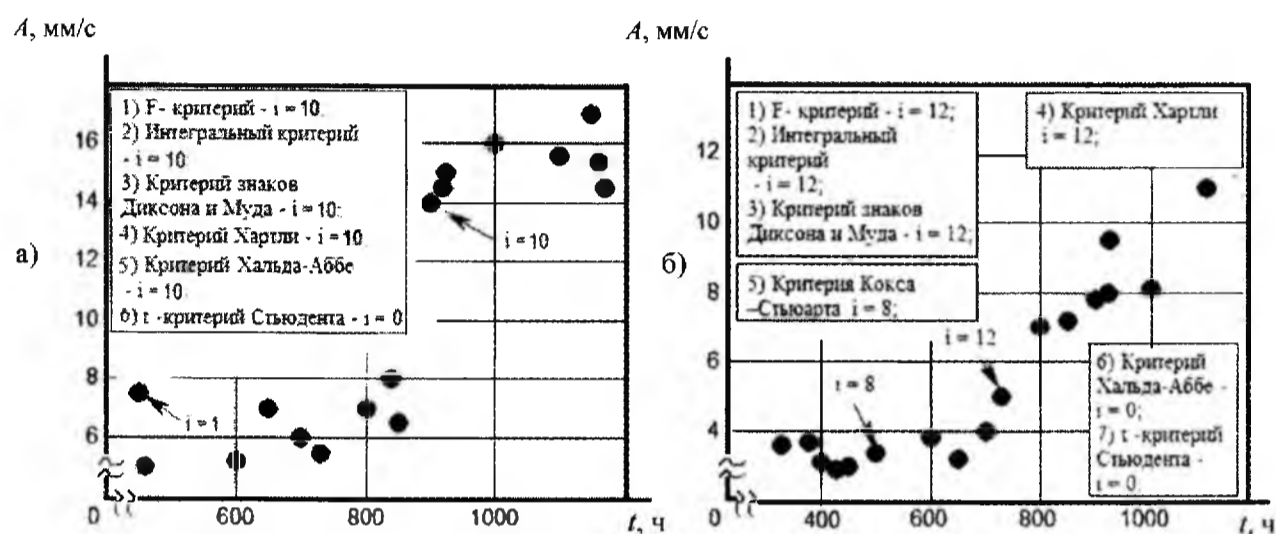 A, мм/с
1) F- критерий - i = 10.
2) Интегральный критерий
- i = 10
3) Критерий знаков
Диксона и Муда - i = 10;
4) Критерий Хартли - i = 10
5) Критерий Хальда-Аббе
- i = 10
6) t -критерий Стьюдента - i = 0
16
14
12
10
8
6
0
600
800
1000
t, ч
i = 10
i = 1
а)
A, мм/с
1) F- критерий - i = 12;
2) Интегральный
критерий
- i = 12;
3) Критерий знаков
Диксона и Муда - i = 12;
4) Критерий Хартли
i = 12;
5) Критерия Кокса
–Стьюарта i = 8;
6) Критерий
Хальда-Аббе -
i = 0;
7) t -критерий
Стьюдента -
i = 0
12
10
8
6
4
0
400
600
800
1000
t, ч
i = 12
i = 8
б)